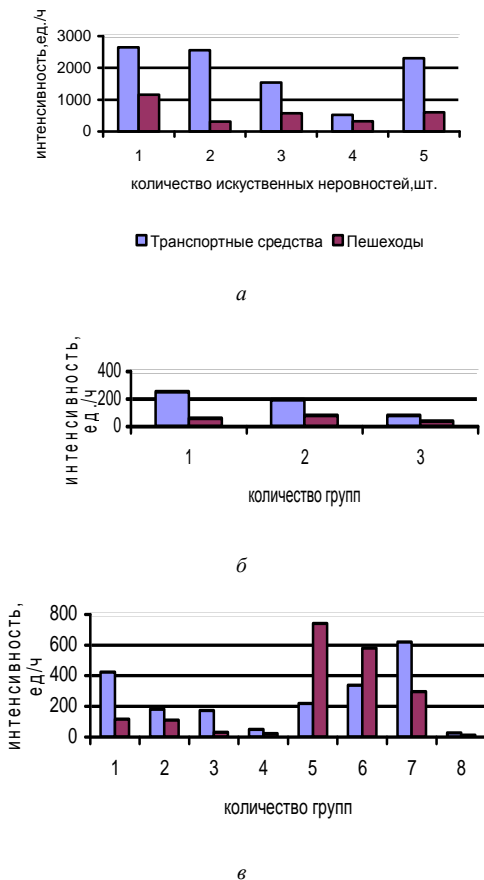 интенсивность,ед./ч
3000
2000
1000
0
1 2 3 4 5
количество искуственных неровностей,шт.
Транспортные средства Пешеходы
а
интенсивность,
ед./ч
400
200
0
1 2 3
количество групп
б
интенсивность,
ед/ч
800
600
400
200
0
1 2 3 4 5 6 7 8
количество групп
в